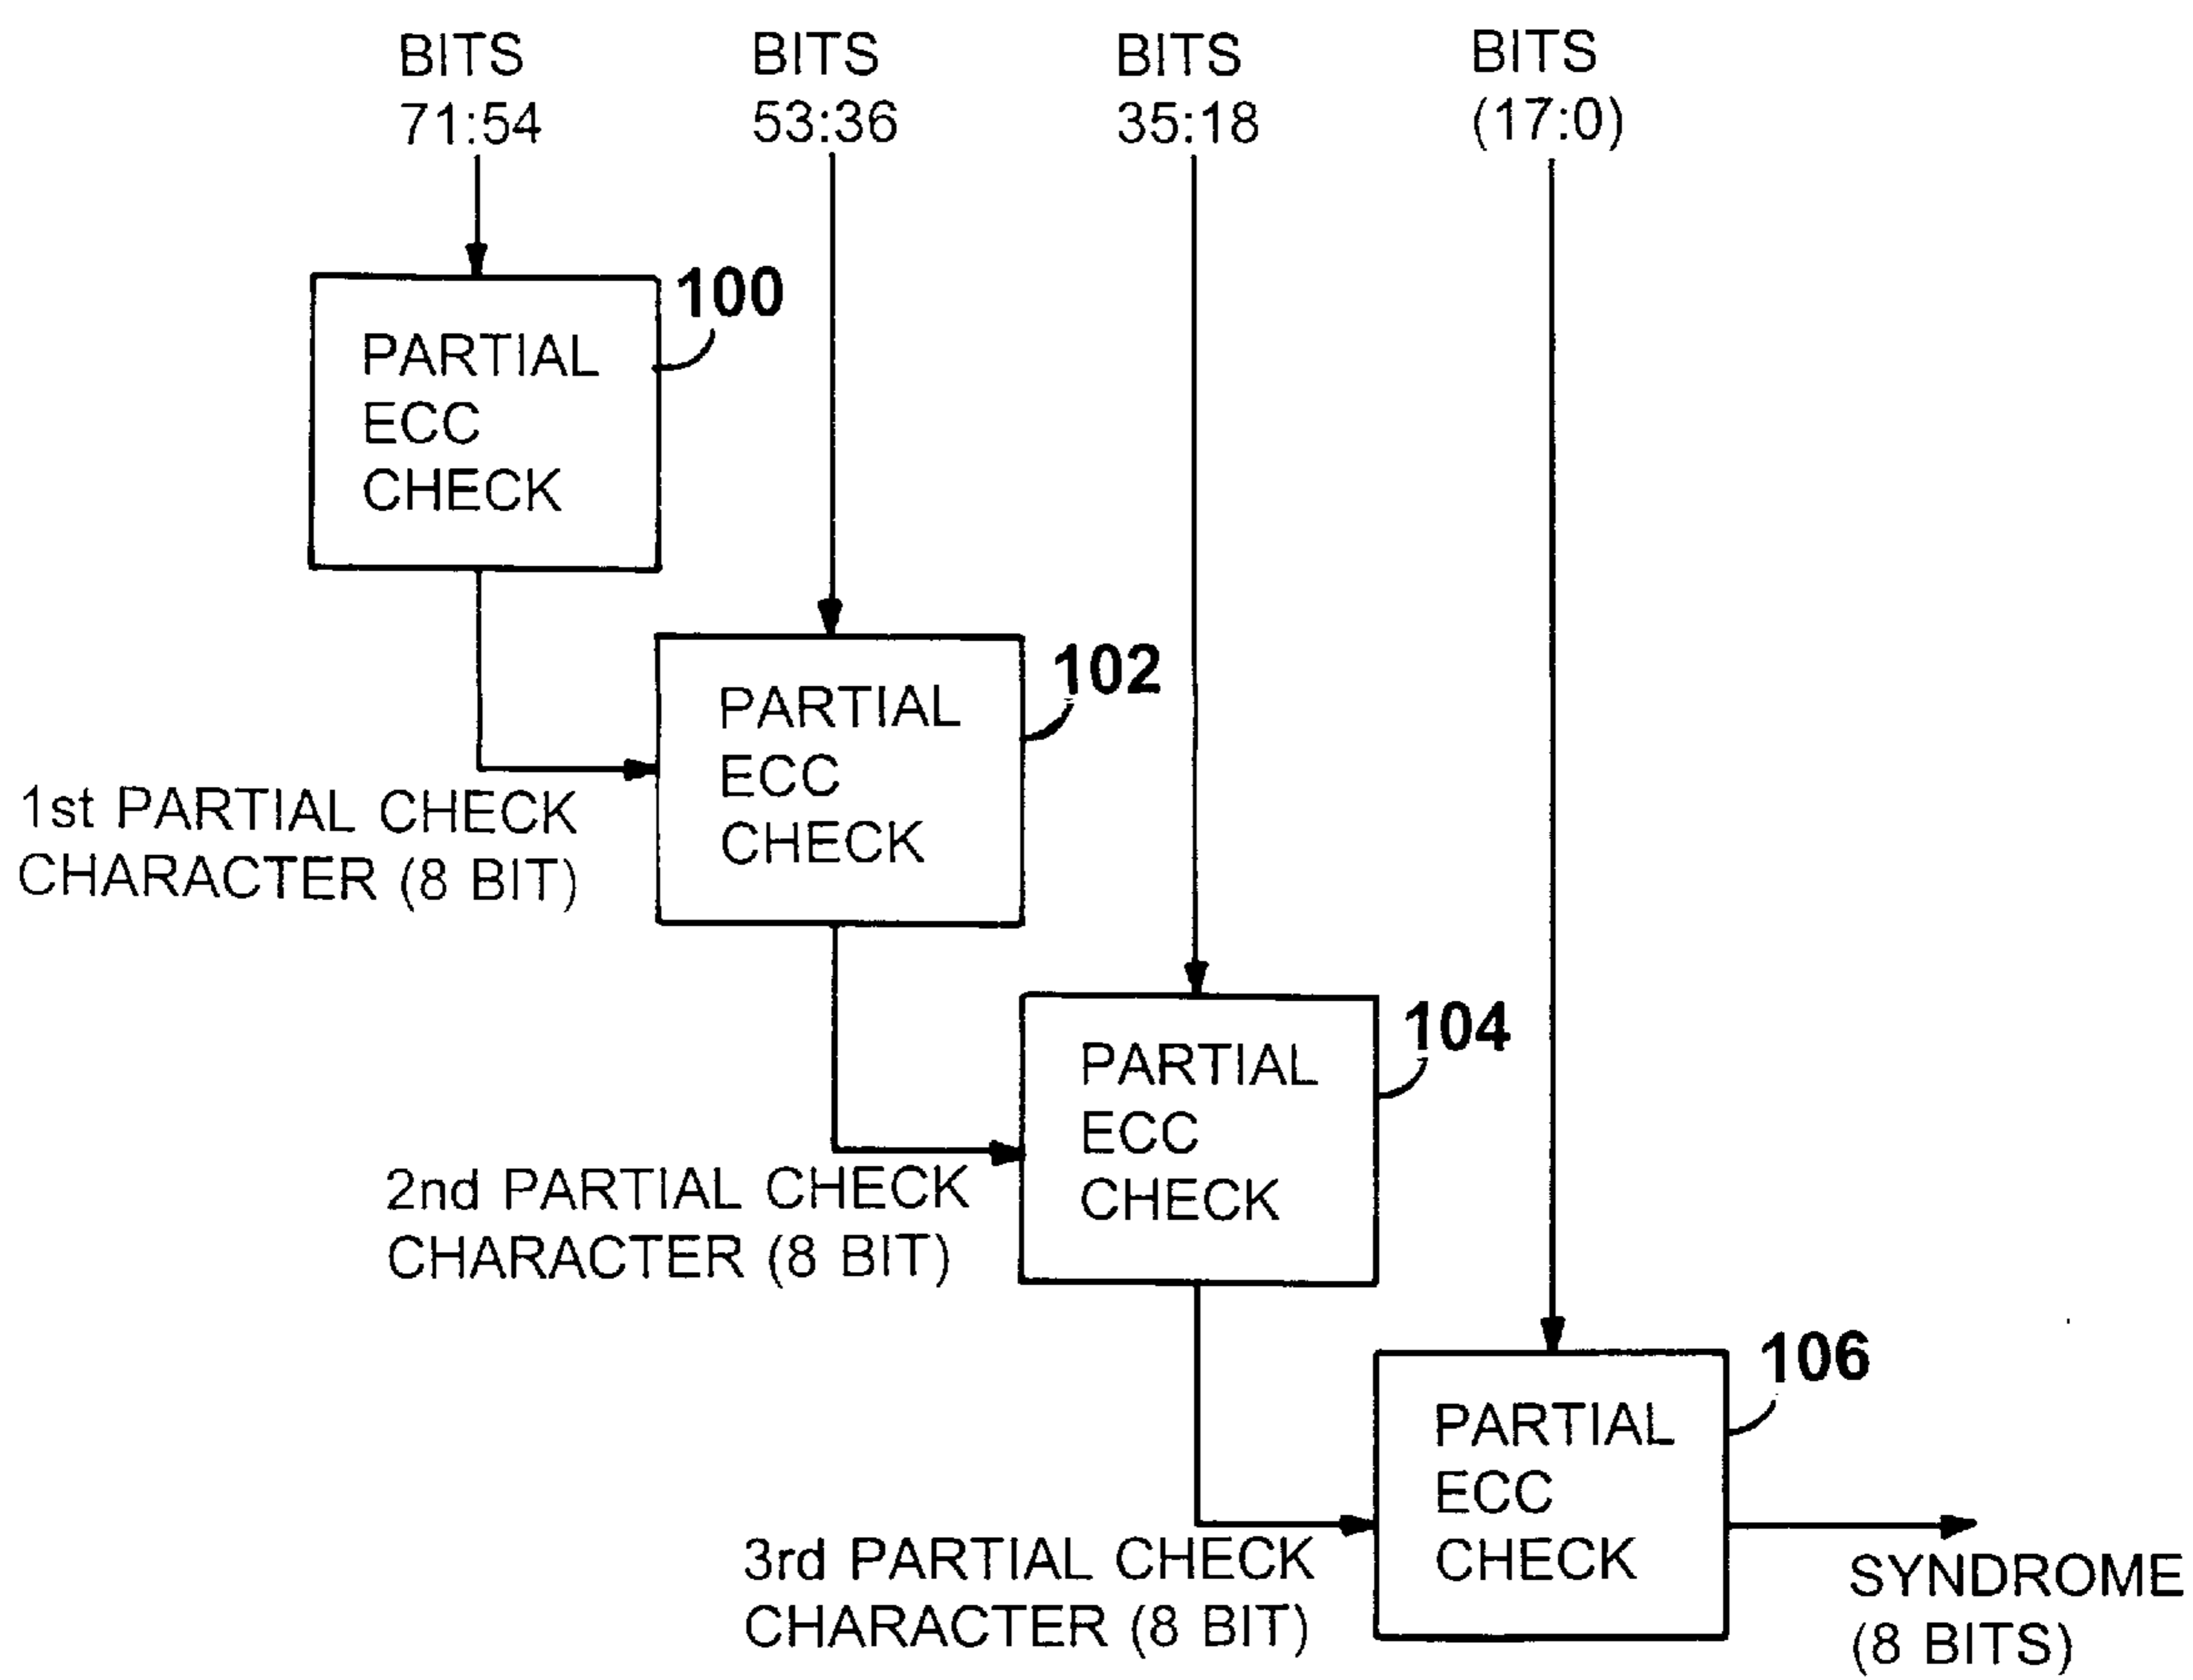 BITS
71:54
BITS
53:36
BITS
35:18
BITS
(17:0)
100
PARTIAL
ECC
CHECK
102
PARTIAL
ECC
CHECK
1st PARTIAL CHECK
CHARACTER (8 BIT)
104
PARTIAL
ECC
CHECK
2nd PARTIAL CHECK
CHARACTER (8 BIT)
106
PARTIAL
ECC
CHECK
3rd PARTIAL CHECK
CHARACTER (8 BIT)
SYNDROME
(8 BITS)